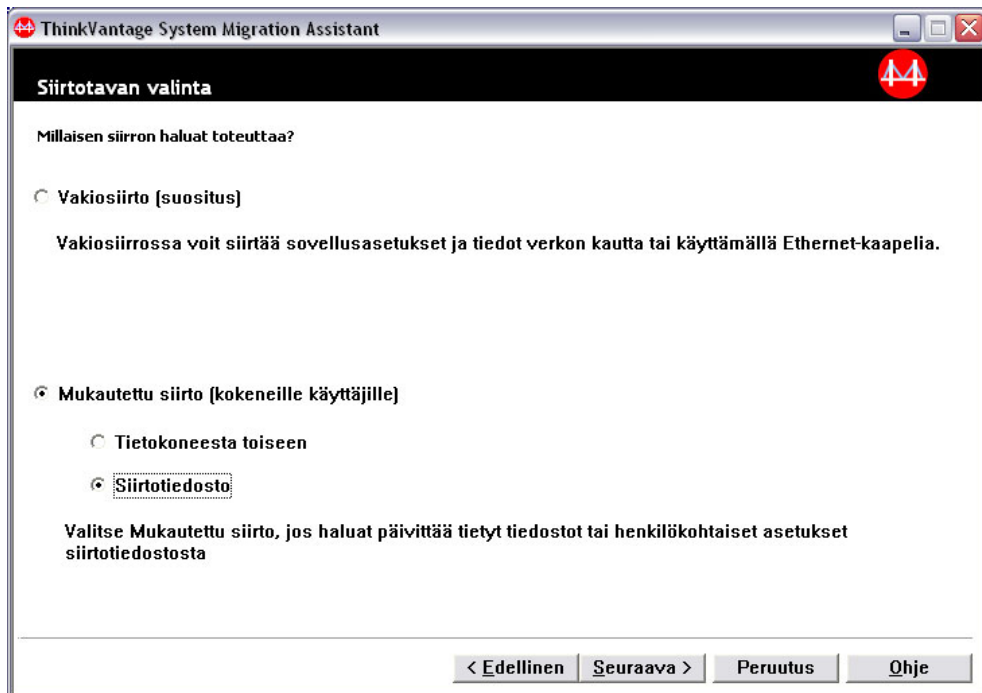 ThinkVantage System Migration Assistant
Siirtotavan valinta
Millaisen siirron haluat toteuttaa?
Vakiosiirto (suositus)
Vakiosiirrossa voit siirtää sovellusasetukset ja tiedot verkon kautta tai käyttämällä Ethernet-kaapelia.
Mukautettu siirto (kokeneille käyttäjille)
Tietokoneesta toiseen
Siirtotiedosto
Valitse Mukautettu siirto, jos haluat päivittää tietyt tiedostot tai henkilökohtaiset asetukset
siirtotiedostosta
< Edellinen Seuraava > Peruutus Ohje